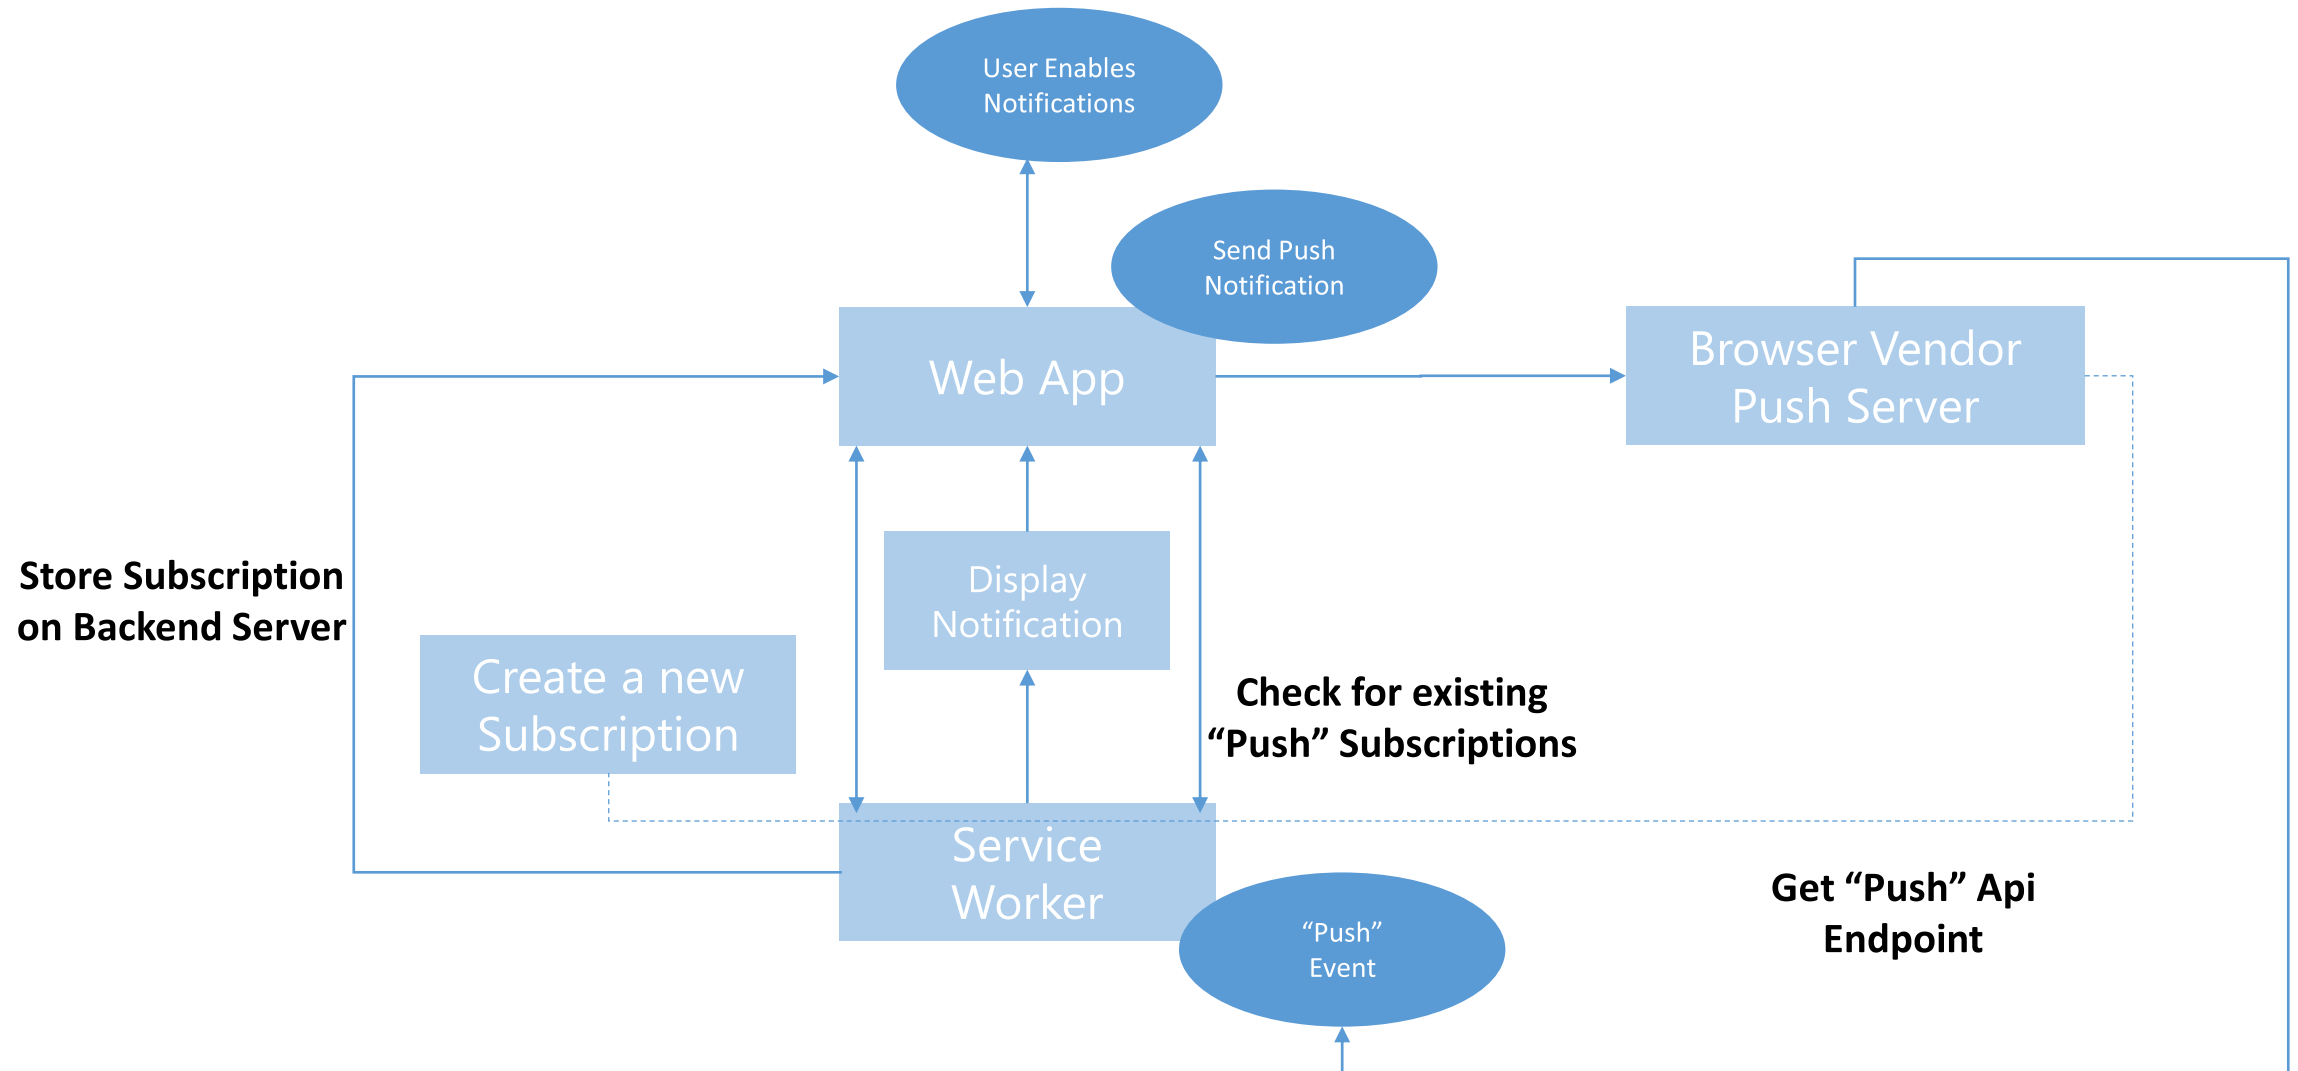 User Enables
Notifications
Send Push
Notification
Web App
Browser Vendor
Push Server
Store Subscription
on Backend Server
Display
Notification
Create a new
Subscription
Check for existing
“Push” Subscriptions
Service
Worker
Get “Push” Api
Endpoint
“Push”
Event